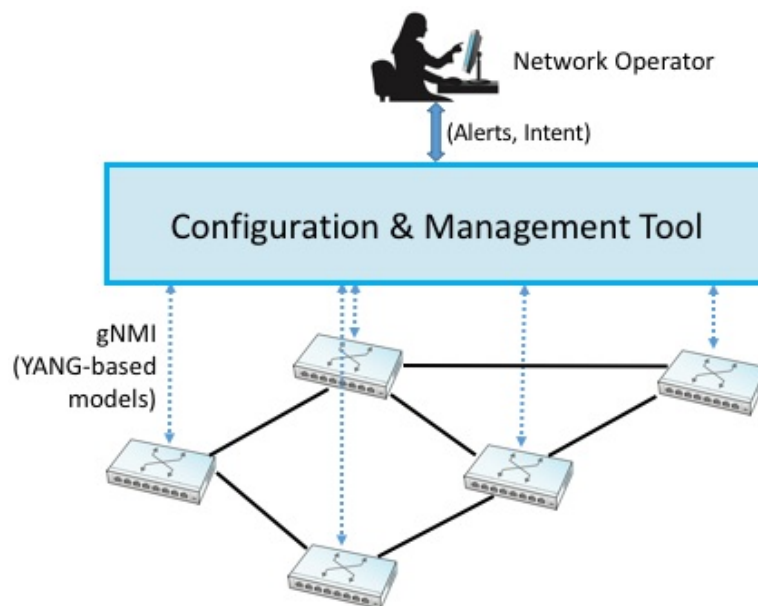 Network Operator
(Alerts, Intent)
Configuration & Management Tool
gNMI
(YANG-based
models)